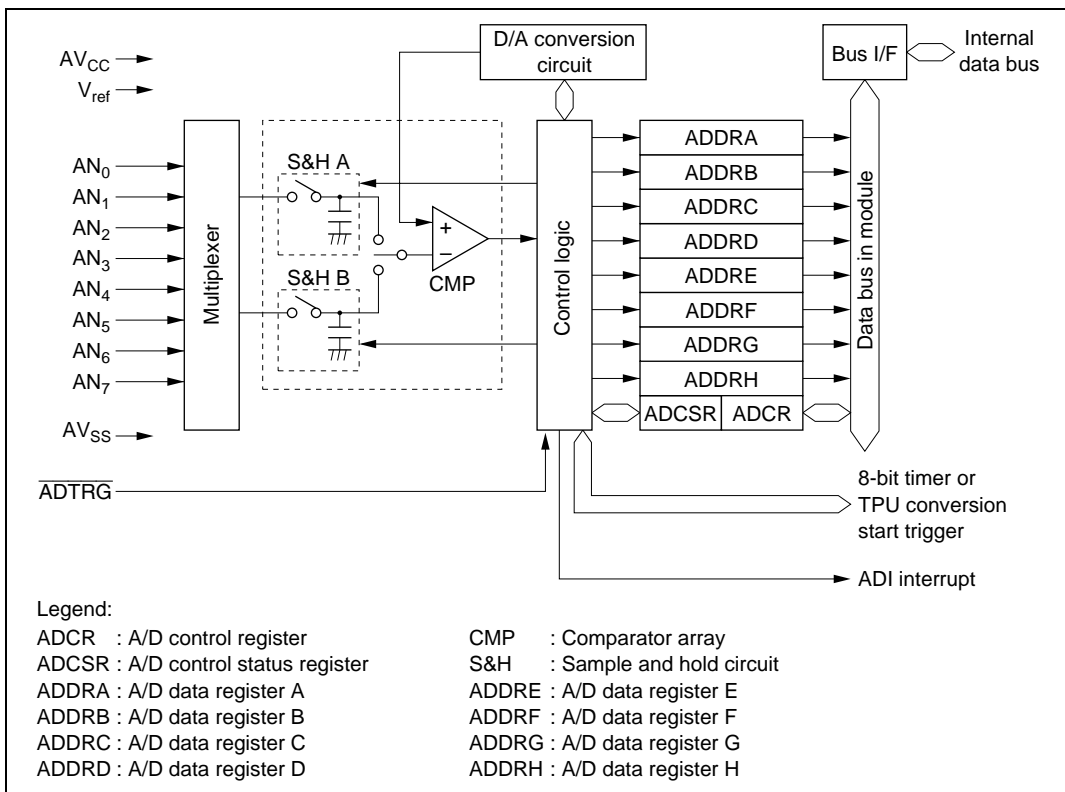 D/A conversion
circuit
Bus I/F
Internal
data bus
AVCC
Vref
AN0
AN1
AN2
AN3
AN4
AN5
AN6
AN7
AVSS
ADTRG
Multiplexer
S&H A
S&H B
+
−
CMP
Control logic
ADDRA
ADDRB
ADDRC
ADDRD
ADDRE
ADDRF
ADDRG
ADDRH
ADCSR ADCR
Data bus in module
8-bit timer or
TPU conversion
start trigger
ADI interrupt
Legend:
ADCR : A/D control register
ADCSR : A/D control status register
ADDRA : A/D data register A
ADDRB : A/D data register B
ADDRC : A/D data register C
ADDRD : A/D data register D
CMP : Comparator array
S&H : Sample and hold circuit
ADDRE : A/D data register E
ADDRF : A/D data register F
ADDRG : A/D data register G
ADDRH : A/D data register H